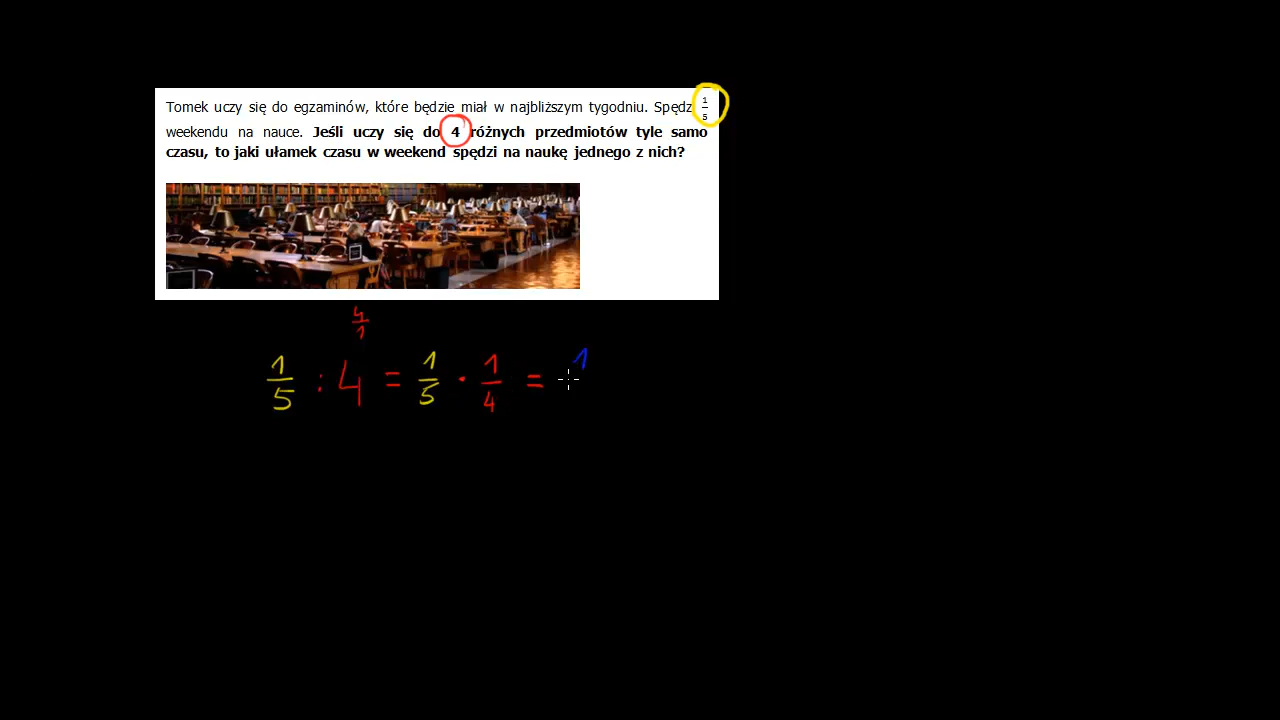 Tomek uczy się do egzaminów, które będzie miał w najbliższym tygodniu. Spędz 1/5
weekendu na nauce. Jeśli uczy się do 4 różnych przedmiotów tyle samo
czasu, to jaki ułamek czasu w weekend spędzi na naukę jednego z nich?
4/1
1/5 : 4 = 1/5 · 1/4 = 1